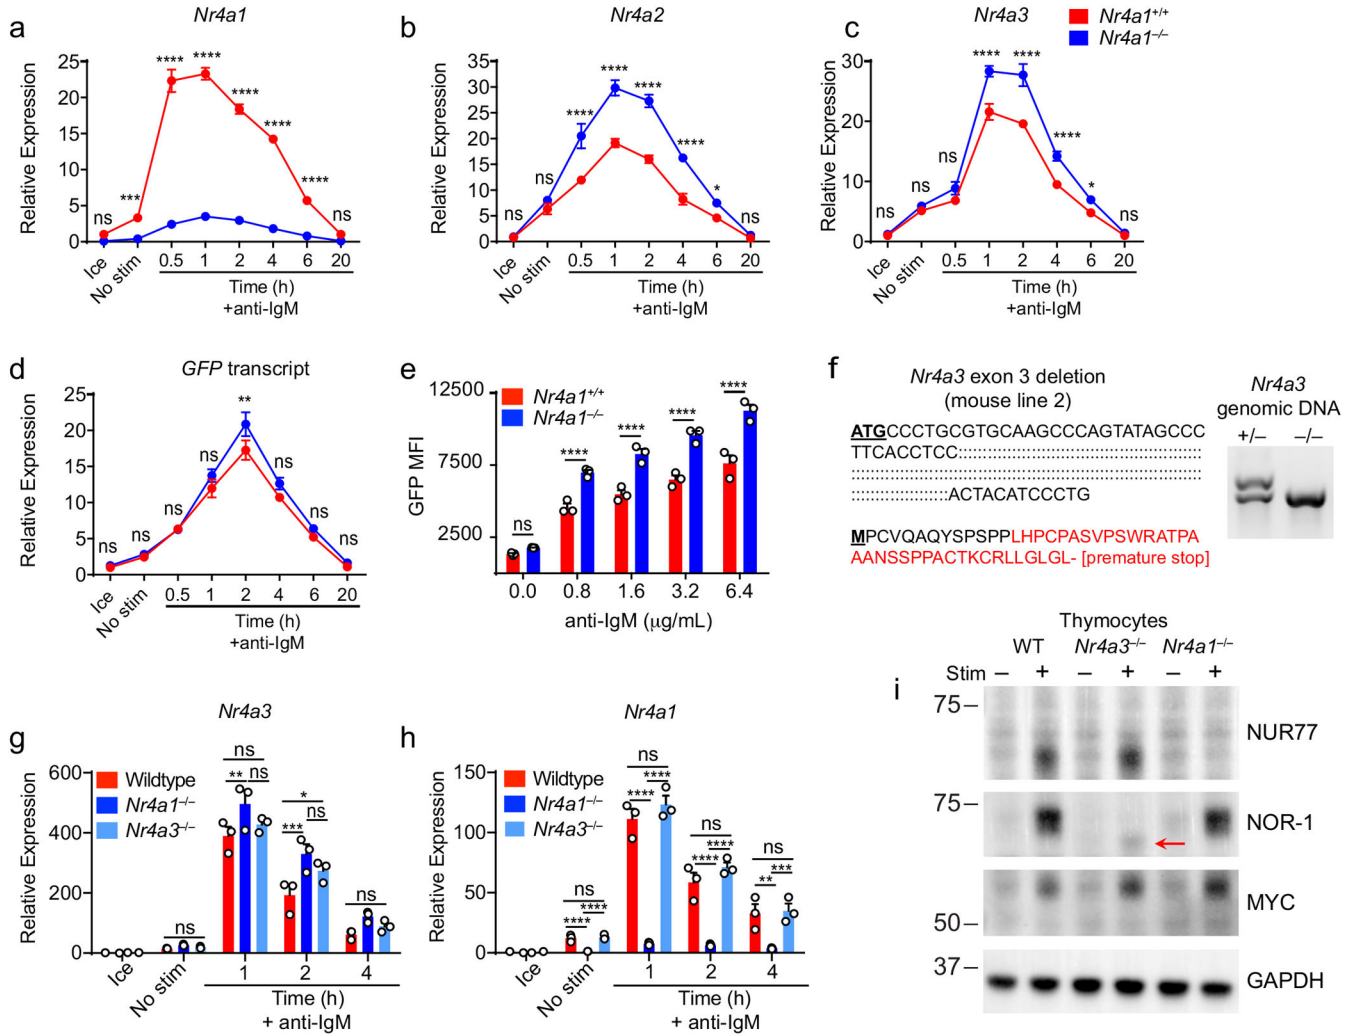 a
Nr4a1
Relative Expression
25
20
15
10
5
0
ns
***
****
****
****
****
****
ns
Ice
No stim
0.5 1 2 4 6 20
Time (h)
+anti-IgM
b
Nr4a2
Relative Expression
35
30
25
20
15
10
5
0
ns
****
****
****
****
*
ns
Ice
No stim
0.5 1 2 4 6 20
Time (h)
+anti-IgM
c
Nr4a3
Nr4a1+/+
Nr4a1–/–
Relative Expression
30
20
10
0
ns
ns
ns
****
****
****
*
ns
Ice
No stim
0.5 1 2 4 6 20
Time (h)
+anti-IgM
d
GFP transcript
Relative Expression
25
20
15
10
5
0
ns
ns
ns
ns
**
ns
ns
ns
Ice
No stim
0.5 1 2 4 6 20
Time (h)
+anti-IgM
e
Nr4a1+/+
Nr4a1–/–
GFP MFI
12500
7500
2500
ns
****
****
****
****
0.0 0.8 1.6 3.2 6.4
anti-IgM (μg/mL)
f
Nr4a3 exon 3 deletion
(mouse line 2)
ATGCCCTGCGTGCAAGCCCAGTATAGCCC
TTCACCTCC::::::::::::::::::::::::::::::::::::::::
::::::::::::::::::::::::::::::::::::::::::::::::::::::::::
::::::::::::::::ACTACATCCCTG
MPCVQAQYSPSPPLHPCPASVPSWRATPA
AANSSPPACTKCRLLGLGL- [premature stop]
Nr4a3
genomic DNA
+/– –/–
g
Nr4a3
Relative Expression
600
400
200
0
Wildtype
Nr4a1–/–
Nr4a3–/–
ns
ns
** ns
*
*** ns
ns
Ice
No stim
1 2 4
Time (h)
+ anti-IgM
h
Nr4a1
Relative Expression
150
100
50
0
Wildtype
Nr4a1–/–
Nr4a3–/–
ns
**** ****
ns
**** ****
ns
**** ****
ns
** ***
Ice
No stim
1 2 4
Time (h)
+ anti-IgM
i
Thymocytes
WT Nr4a3–/– Nr4a1–/–
Stim – + – + – +
75 –
NUR77
75 –
NOR-1
MYC
50 –
37 –
GAPDH